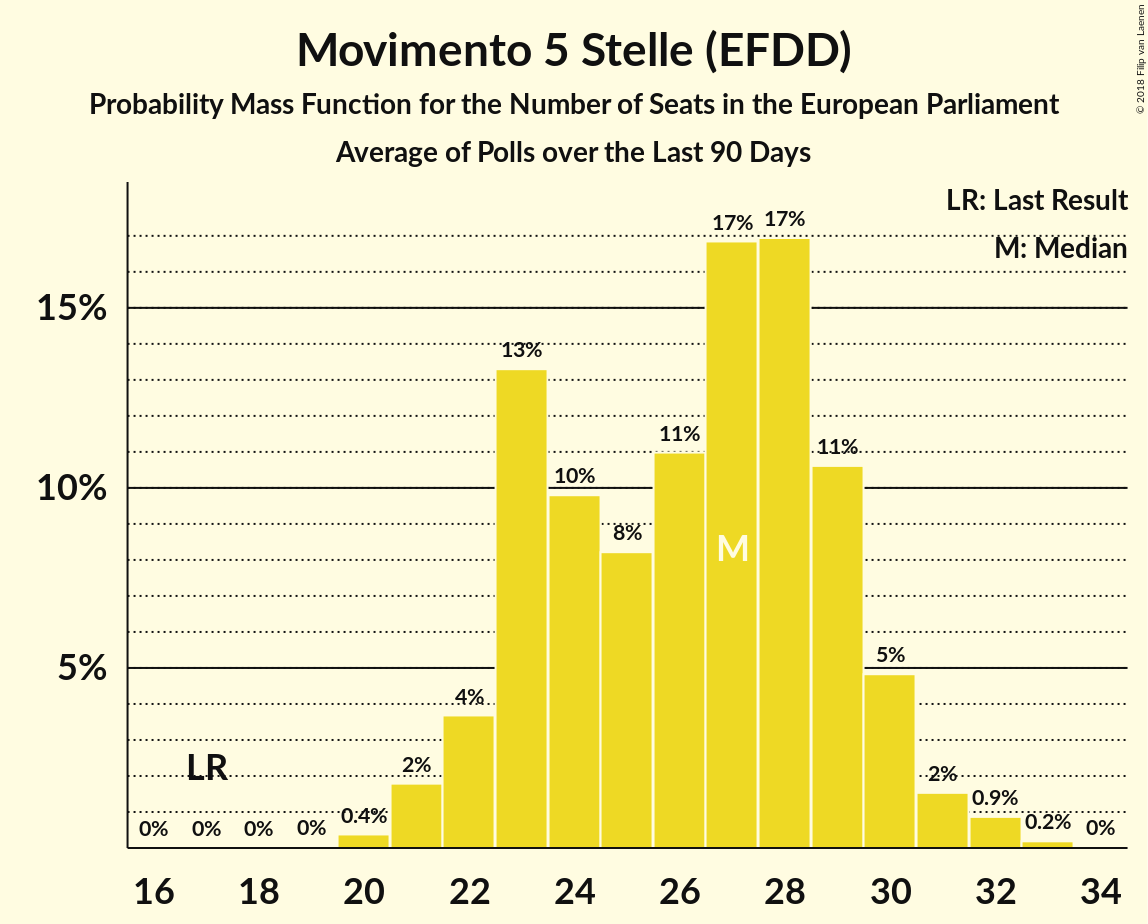 Movimento 5 Stelle (EFDD)
Probability Mass Function for the Number of Seats in the European Parliament
Average of Polls over the Last 90 Days
© 2018 Filip van Laenen
LR: Last Result
M: Median
15%
10%
5%
0%
0%
0%
0%
0.4%
2%
4%
13%
10%
8%
11%
17%
17%
11%
5%
2%
0.9%
0.2%
0%
LR
M
16 18 20 22 24 26 28 30 32 34